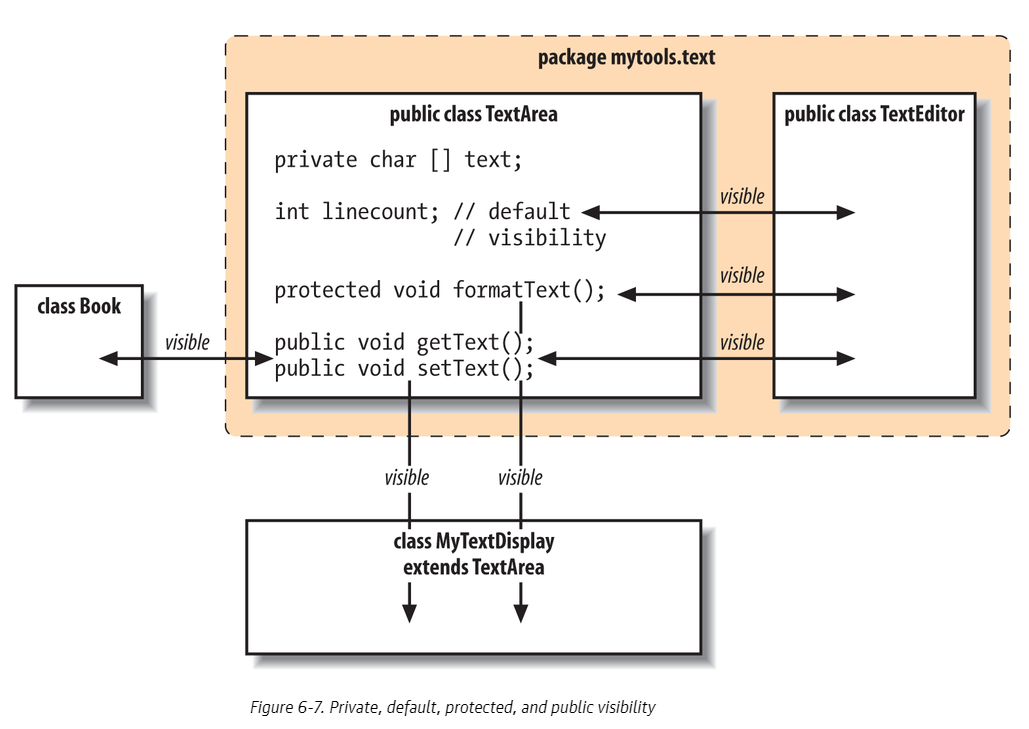 package mytools.text
public class TextArea
public class TextEditor
private char [] text;
visible
int linecount; // default
// visibility
visible
protected void formatText();
class Book
visible
visible
public void getText();
public void setText();
visible
visible
class MyTextDisplay
extends TextArea
Figure 6-7. Private, default, protected, and public visibility